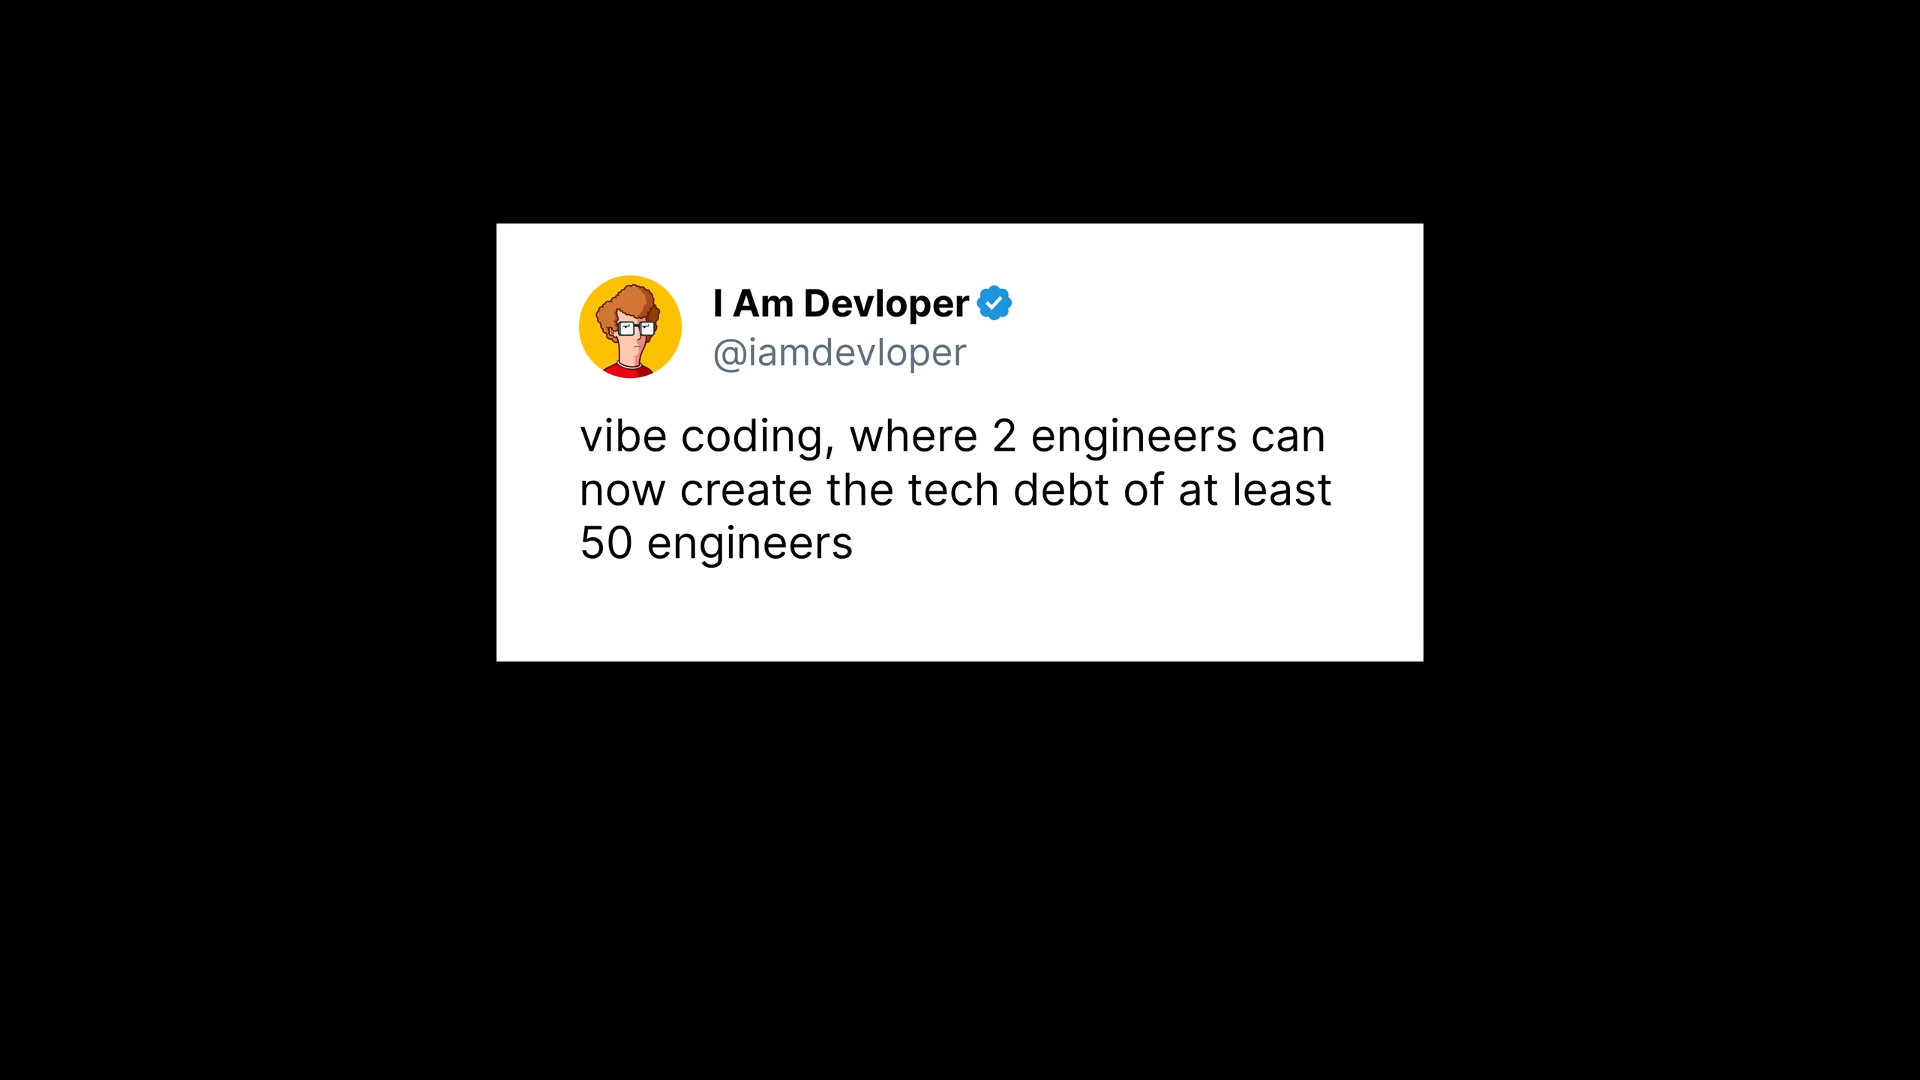 I Am Devloper
@iamdevloper
vibe coding, where 2 engineers can
now create the tech debt of at least
50 engineers